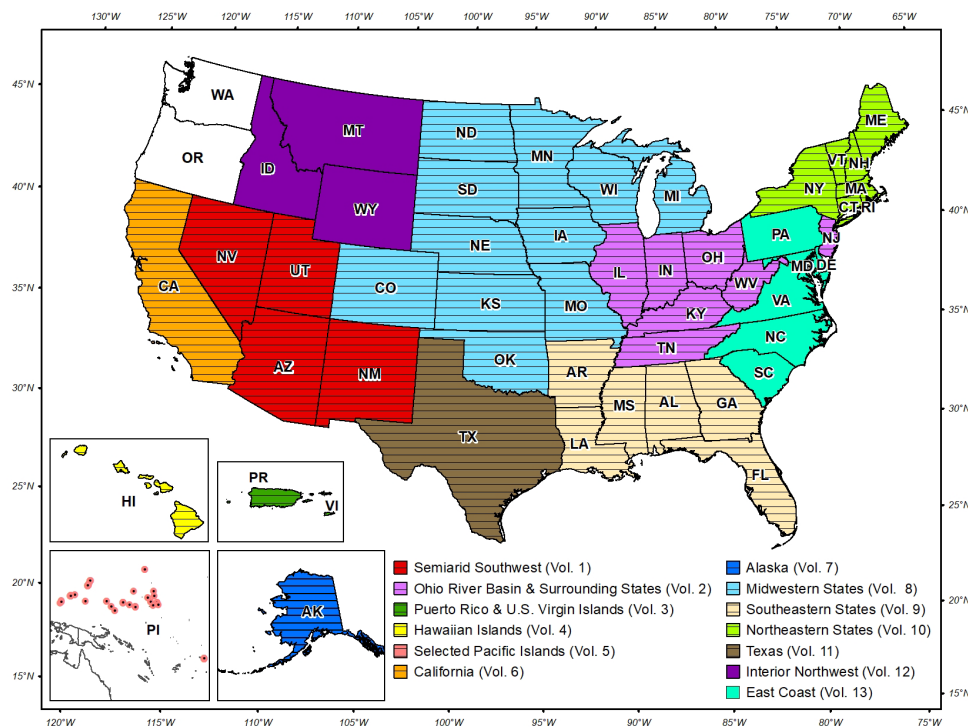 130°W 125°W 120°W 115°W 110°W 105°W 100°W 95°W 90°W 85°W 80°W 75°W 70°W 65°W
45°N
45°N
WA
ME
MT
ND
MN
OR
VT
NH
ID
SD
WI
MI
NY
MA
40°N
40°N
WY
CT
RI
PA
NJ
NE
IA
OH
NV
UT
IL
IN
MD
DE
CA
CO
WV
35°N
35°N
KS
MO
VA
KY
NC
TN
OK
AZ
NM
AR
SC
30°N
30°N
MS
AL
GA
TX
LA
FL
PR
25°N
25°N
HI
VI
20°N
20°N
PI
AK
15°N
15°N
Semiarid Southwest (Vol. 1)
Ohio River Basin & Surrounding States (Vol. 2)
Puerto Rico & U.S. Virgin Islands (Vol. 3)
Hawaiian Islands (Vol. 4)
Selected Pacific Islands (Vol. 5)
California (Vol. 6)
Alaska (Vol. 7)
Midwestern States (Vol. 8)
Southeastern States (Vol. 9)
Northeastern States (Vol. 10)
Texas (Vol. 11)
Interior Northwest (Vol. 12)
East Coast (Vol. 13)
120°W 115°W 110°W 105°W 100°W 95°W 90°W 85°W 80°W 75°W